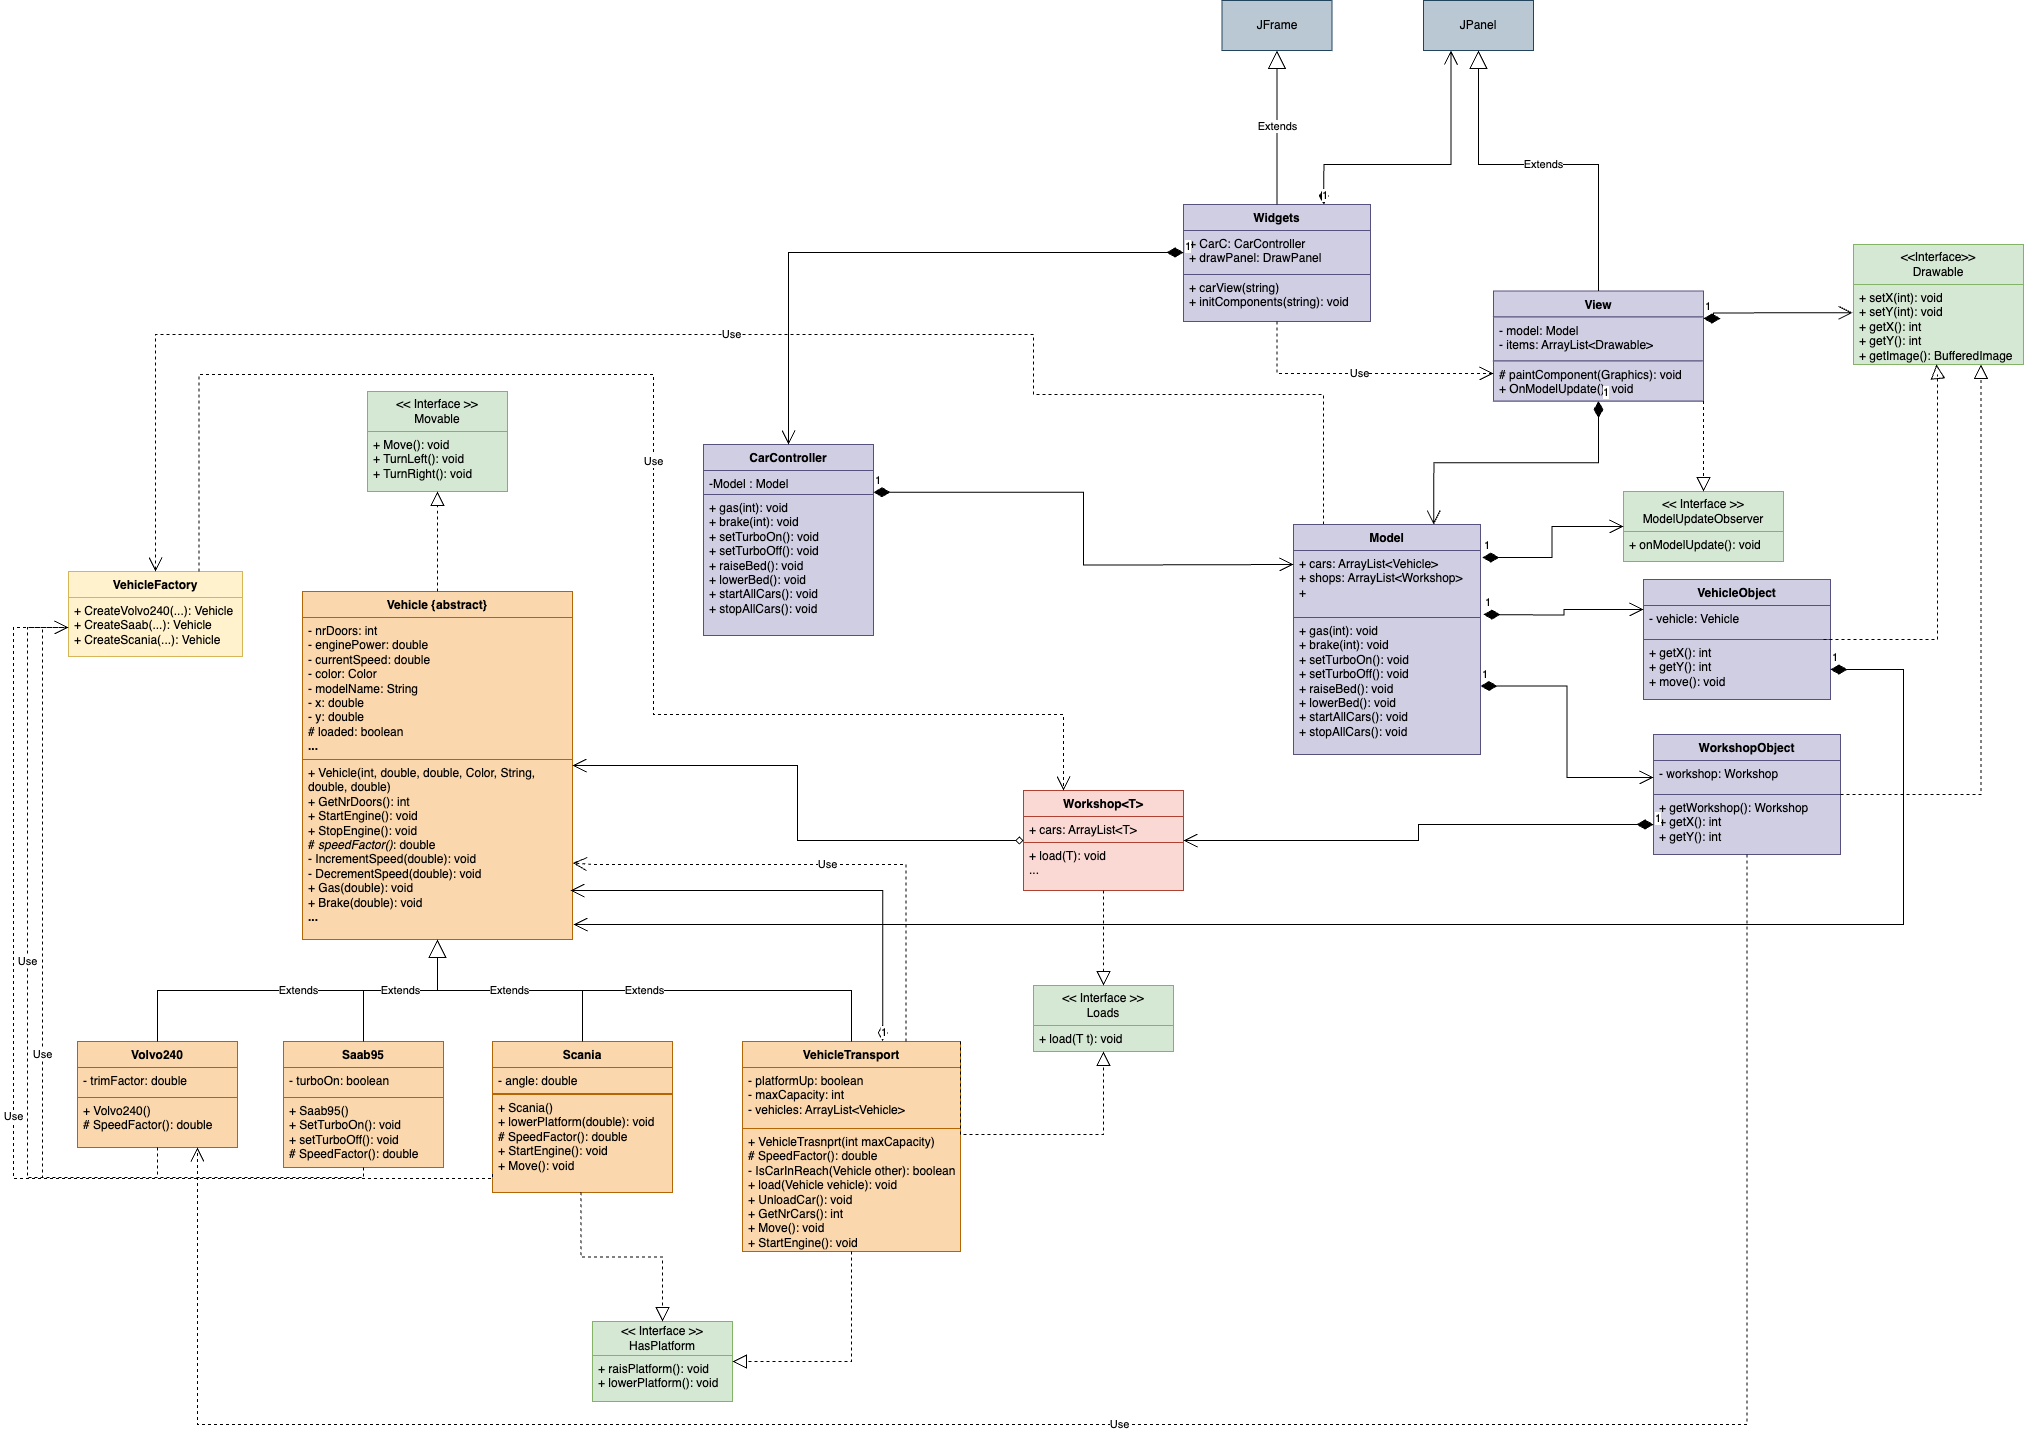 JFrame
JPanel
Extends
Extends
1
Widgets
+ CarC: CarController
+ drawPanel: DrawPanel
+ carView(string)
+ initComponents(string): void
1
<<Interface>>
Drawable
+ setX(int): void
+ setY(int): void
+ getX(): int
+ getY(): int
+ getImage(): BufferedImage
View
- model: Model
- items: ArrayList<Drawable>
# paintComponent(Graphics): void
+ OnModelUpdate() void
1
1
Use
Use
Use
<< Interface >>
Movable
+ Move(): void
+ TurnLeft(): void
+ TurnRight(): void
CarController
-Model : Model
+ gas(int): void
+ brake(int): void
+ setTurboOn(): void
+ setTurboOff(): void
+ raiseBed(): void
+ lowerBed(): void
+ startAllCars(): void
+ stopAllCars(): void
1
<< Interface >>
ModelUpdateObserver
+ onModelUpdate(): void
Model
+ cars: ArrayList<Vehicle>
+ shops: ArrayList<Workshop>
+
+ gas(int): void
+ brake(int): void
+ setTurboOn(): void
+ setTurboOff(): void
+ raiseBed(): void
+ lowerBed(): void
+ startAllCars(): void
+ stopAllCars(): void
1
1
1
VehicleFactory
+ CreateVolvo240(...): Vehicle
+ CreateSaab(...): Vehicle
+ CreateScania(...): Vehicle
Vehicle {abstract}
- nrDoors: int
- enginePower: double
- currentSpeed: double
- color: Color
- modelName: String
- x: double
- y: double
# loaded: boolean
...
+ Vehicle(int, double, double, Color, String,
double, double)
+ GetNrDoors(): int
+ StartEngine(): void
+ StopEngine(): void
# speedFactor(): double
- IncrementSpeed(double): void
- DecrementSpeed(double): void
+ Gas(double): void
+ Brake(double): void
...
VehicleObject
- vehicle: Vehicle
+ getX(): int
+ getY(): int
+ move(): void
1
WorkshopObject
- workshop: Workshop
+ getWorkshop(): Workshop
+ getX(): int
+ getY(): int
1
Workshop<T>
+ cars: ArrayList<T>
+ load(T): void
...
Use
<< Interface >>
Loads
+ load(T t): void
Use
Use
Use
Extends
Extends
Extends
Extends
1
Volvo240
- trimFactor: double
+ Volvo240()
# SpeedFactor(): double
Saab95
- turboOn: boolean
+ Saab95()
+ SetTurboOn(): void
+ setTurboOff(): void
# SpeedFactor(): double
Scania
- angle: double
+ Scania()
+ lowerPlatform(double): void
# SpeedFactor(): double
+ StartEngine(): void
+ Move(): void
VehicleTransport
- platformUp: boolean
- maxCapacity: int
- vehicles: ArrayList<Vehicle>
+ VehicleTrasnprt(int maxCapacity)
# SpeedFactor(): double
- IsCarInReach(Vehicle other): boolean
+ load(Vehicle vehicle): void
+ UnloadCar(): void
+ GetNrCars(): int
+ Move(): void
+ StartEngine(): void
<< Interface >>
HasPlatform
+ raisPlatform(): void
+ lowerPlatform(): void
Use